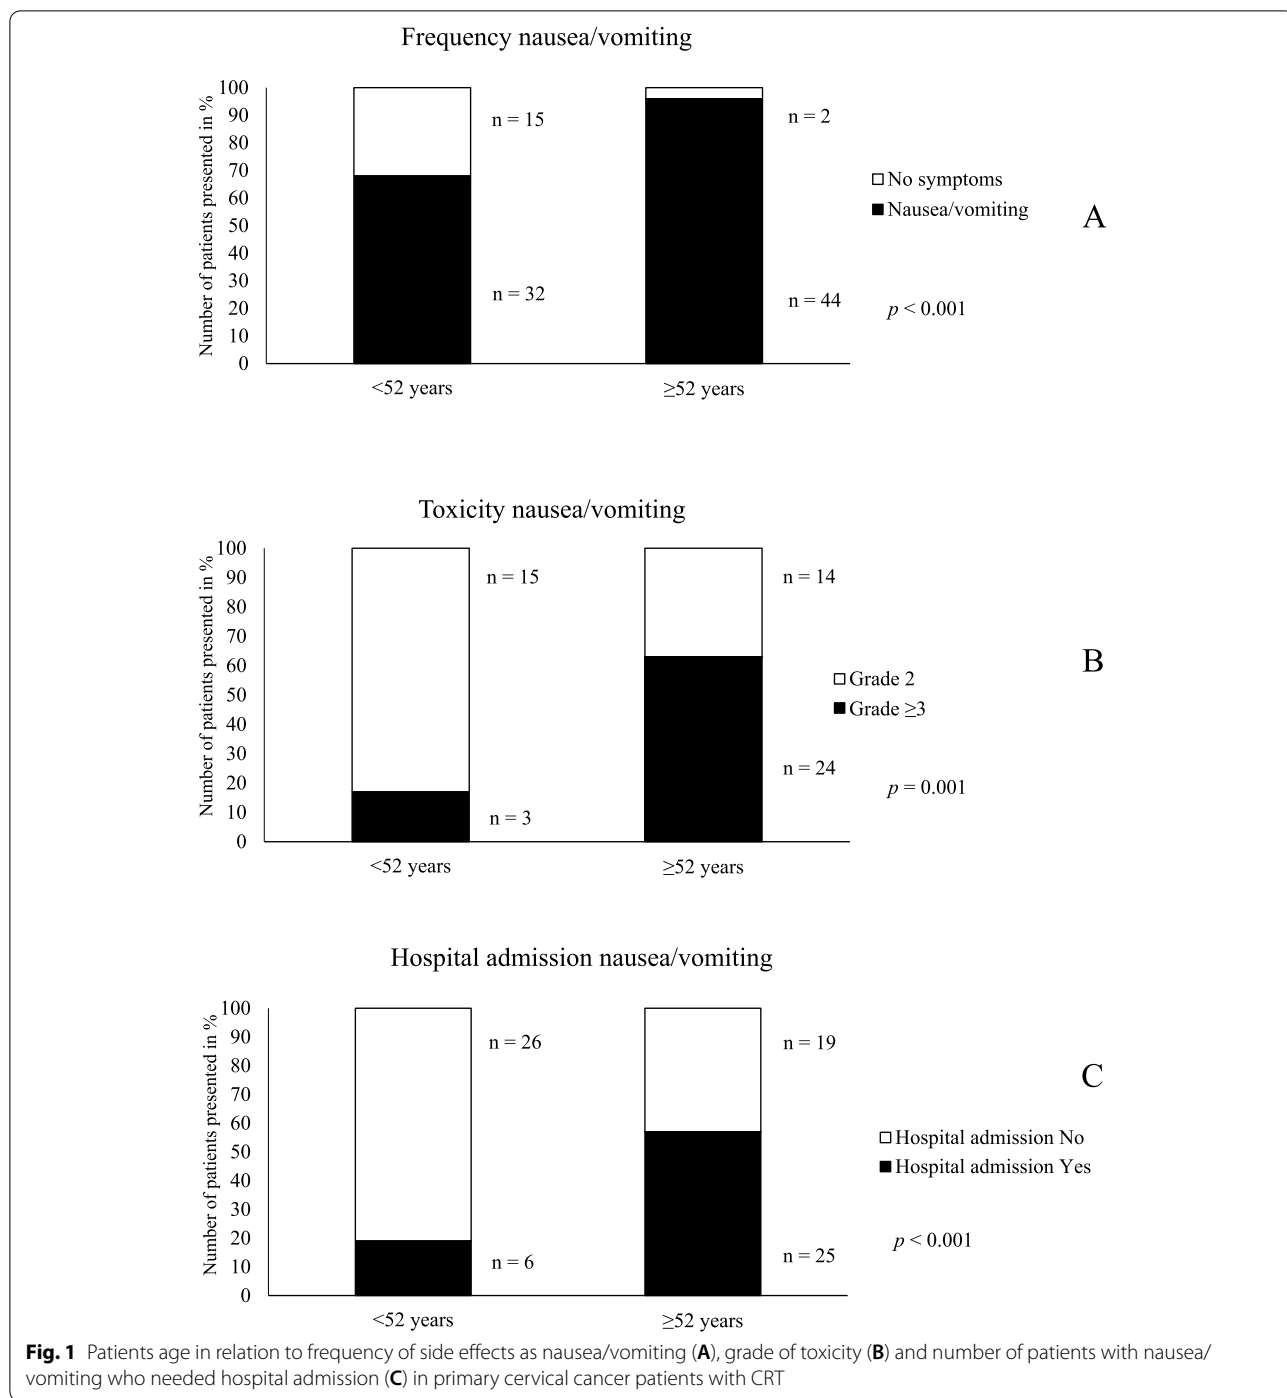 Frequency nausea/vomiting
Number of patients presented in %
100
90
80
70
60
50
40
30
20
10
0
n = 15
n = 32
n = 2
n = 44
<52 years
≥52 years
No symptoms
Nausea/vomiting
p < 0.001
A
Toxicity nausea/vomiting
Number of patients presented in %
100
90
80
70
60
50
40
30
20
10
0
n = 15
n = 3
n = 14
n = 24
<52 years
≥52 years
Grade 2
Grade ≥3
p = 0.001
B
Hospital admission nausea/vomiting
Number of patients presented in %
100
90
80
70
60
50
40
30
20
10
0
n = 26
n = 6
n = 19
n = 25
<52 years
≥52 years
Hospital admission No
Hospital admission Yes
p < 0.001
C
Fig. 1 Patients age in relation to frequency of side effects as nausea/vomiting (A), grade of toxicity (B) and number of patients with nausea/
vomiting who needed hospital admission (C) in primary cervical cancer patients with CRT